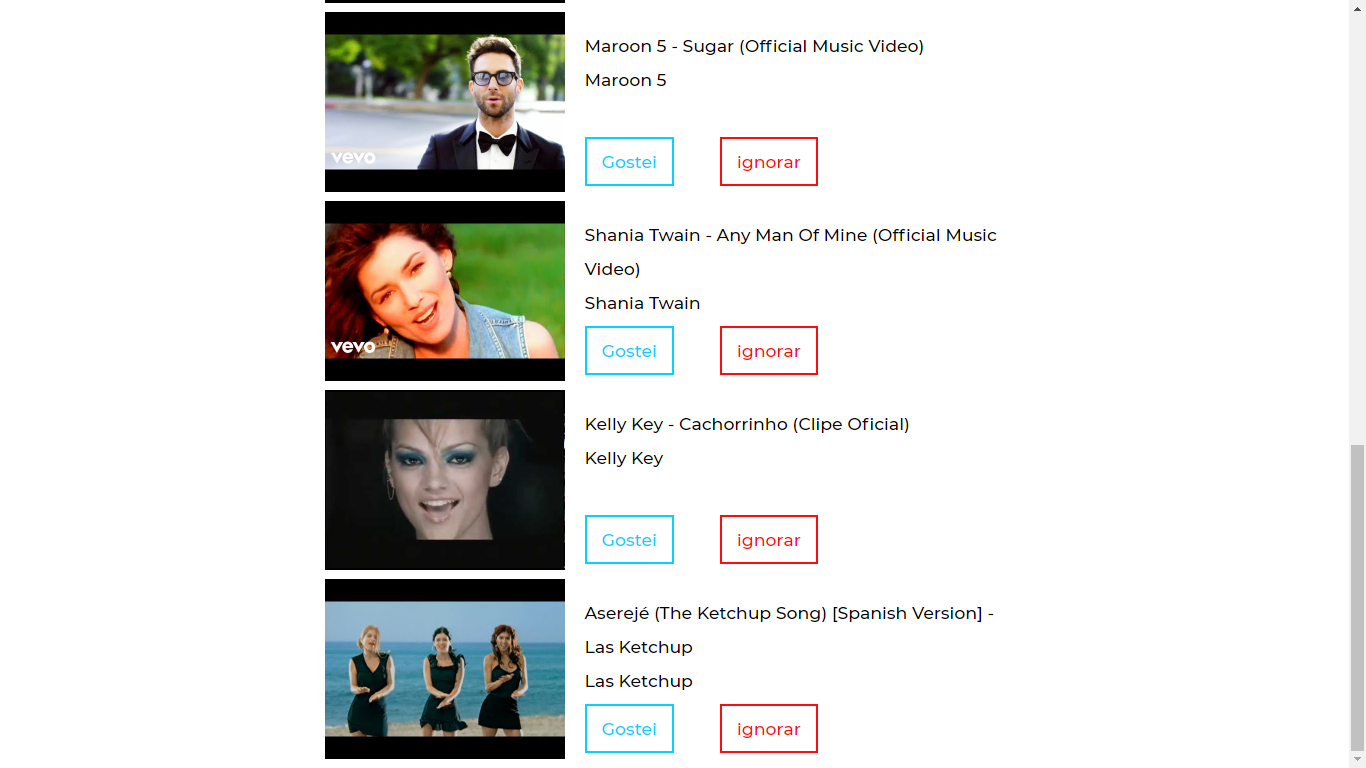 Maroon 5 - Sugar (Official Music Video)
Maroon 5
vevo
Gostei
ignorar
Shania Twain - Any Man Of Mine (Official Music
Video)
Shania Twain
vevo
Gostei
ignorar
Kelly Key - Cachorrinho (Clipe Oficial)
Kelly Key
Gostei
ignorar
Aserejé (The Ketchup Song) [Spanish Version] -
Las Ketchup
Las Ketchup
Gostei
ignorar